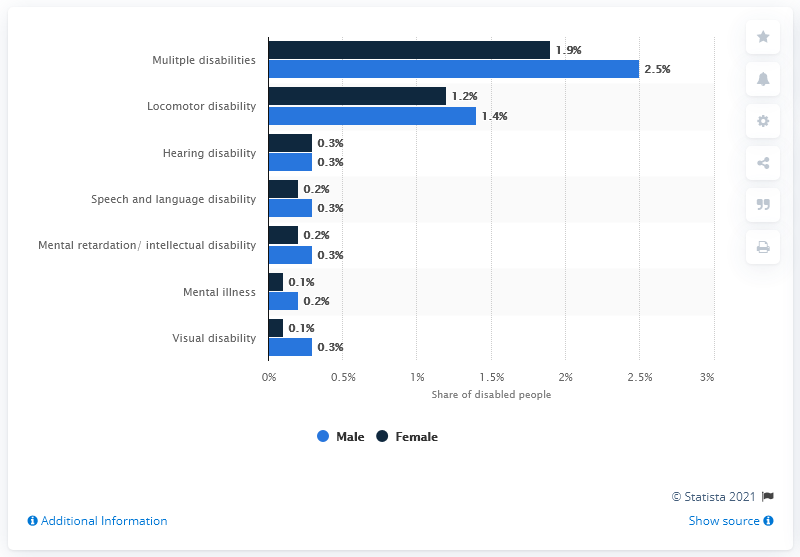 Mulitple disabilities
1.9%
2.5%
Locomotor disability
1.2%
1.4%
Hearing disability
0.3%
0.3%
Speech and language disability
0.2%
0.3%
Mental retardation/ intellectual disability
0.2%
0.3%
Mental illness
0.1%
0.2%
Visual disability
0.1%
0.3%
0% 0.5% 1% 1.5% 2% 2.5% 3%
Share of disabled people
Male Female
© Statista 2021
Additional Information Show source